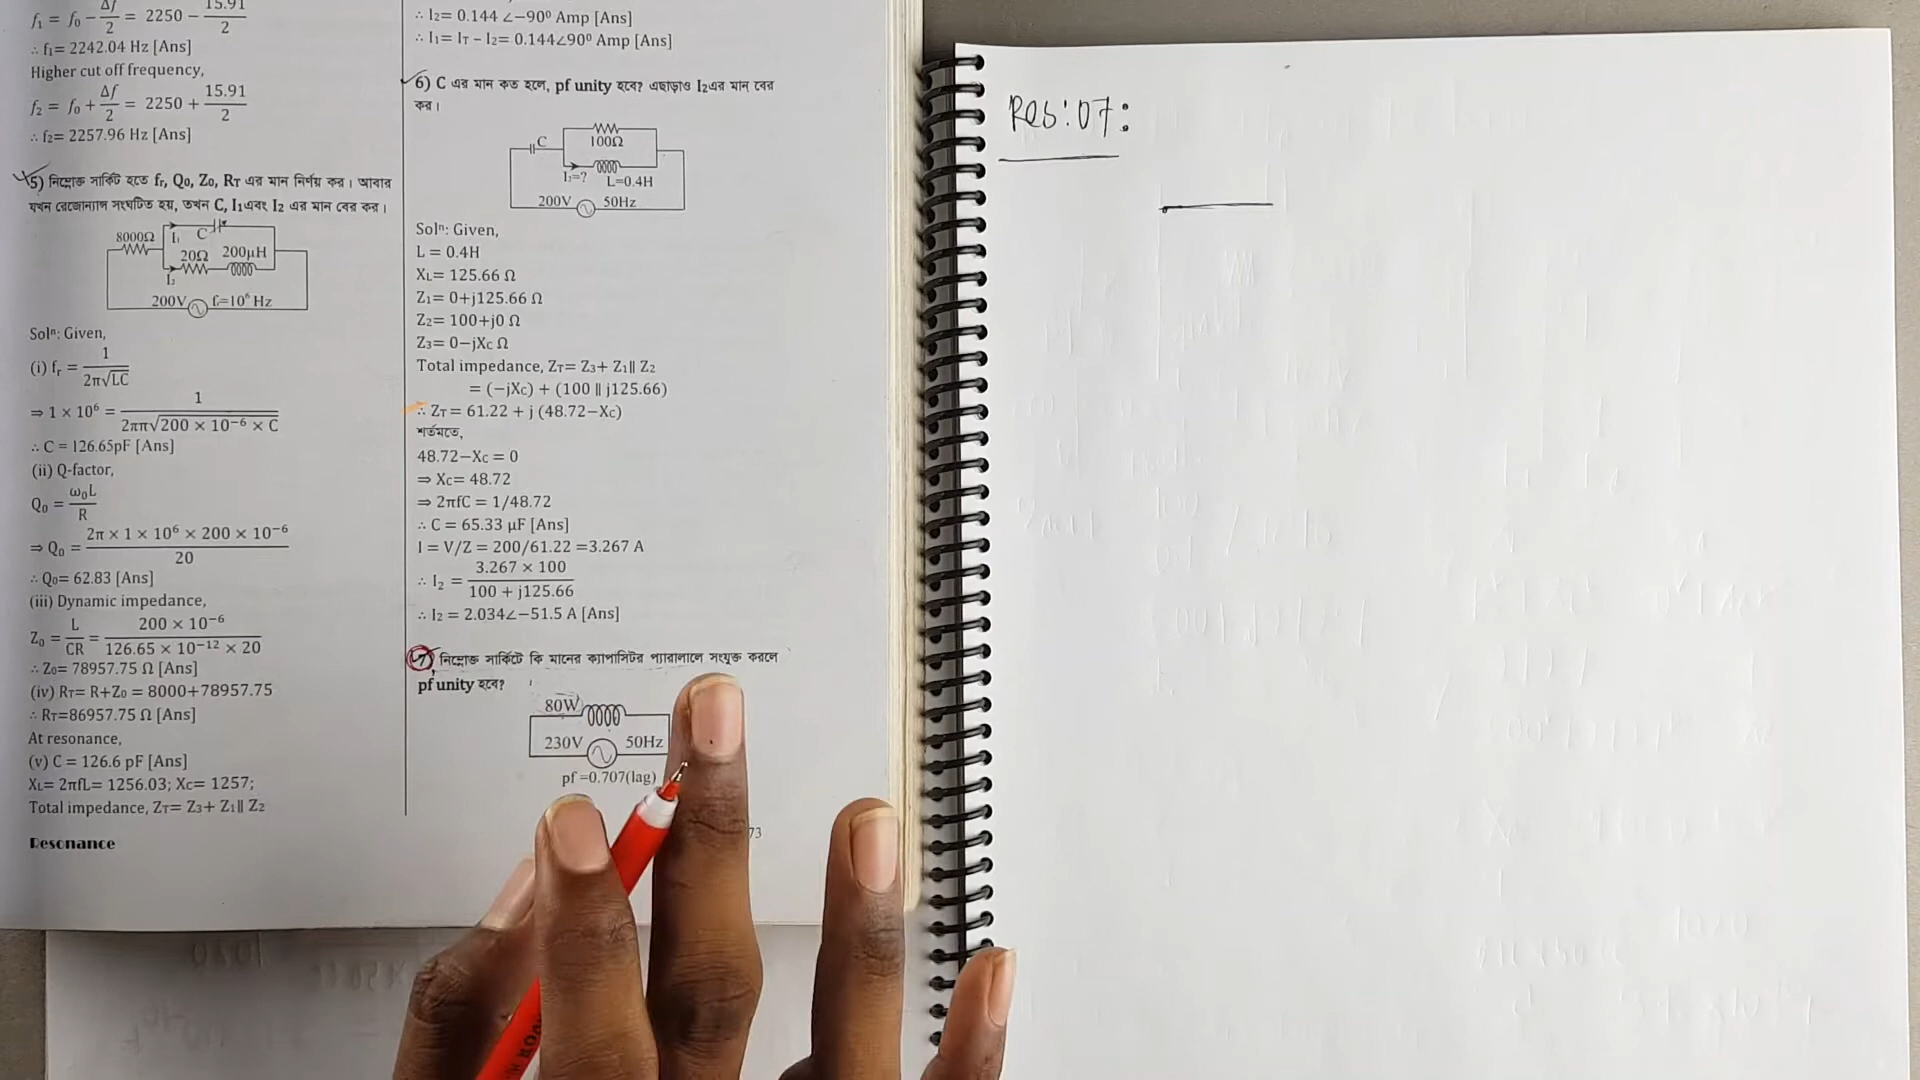 f₁ = f₀ − Δf/2 = 2250 − 15.91/2
∴ f₁= 2242.04 Hz [Ans]
Higher cut off frequency,
f₂ = f₀ + Δf/2 = 2250 + 15.91/2
∴ f₂= 2257.96 Hz [Ans]
5) নিম্নোক্ত সার্কিট হতে fᵣ, Q₀, Z₀, Rᴛ এর মান নির্ণয় কর। আবার
যখন রেজোন্যান্স সংঘটিত হয়, তখন C, I₁এবং I₂ এর মান বের কর।
8000Ω I₁ C
20Ω 200μH
I₂
200V f=10⁶ Hz
Solⁿ: Given,
(i) fᵣ = 1/2π√LC
⇒ 1 × 10⁶ = 1/2ππ√200 × 10⁻⁶ × C
∴ C = 126.65pF [Ans]
(ii) Q-factor,
Q₀ = ω₀L/R
⇒ Q₀ = 2π × 1 × 10⁶ × 200 × 10⁻⁶/20
∴ Q₀= 62.83 [Ans]
(iii) Dynamic impedance,
Z₀ = L/CR = 200 × 10⁻⁶/126.65 × 10⁻¹² × 20
∴ Z₀= 78957.75 Ω [Ans]
(iv) Rᴛ= R+Z₀ = 8000+78957.75
∴ Rᴛ=86957.75 Ω [Ans]
At resonance,
(v) C = 126.6 pF [Ans]
Xʟ= 2πfL= 1256.03; Xc= 1257;
Total impedance, Zᴛ= Z₃+ Z₁|| Z₂
Resonance
∴ I₂= 0.144 ∠−90⁰ Amp [Ans]
∴ I₁= Iᴛ − I₂= 0.144∠90⁰ Amp [Ans]
6) C এর মান কত হলে, pf unity হবে? এছাড়াও I₂এর মান বের
কর।
C 100Ω
I₂=? L=0.4H
200V 50Hz
Solⁿ: Given,
L = 0.4H
Xʟ= 125.66 Ω
Z₁= 0+j125.66 Ω
Z₂= 100+j0 Ω
Z₃= 0−jXc Ω
Total impedance, Zᴛ= Z₃+ Z₁|| Z₂
= (−jXc) + (100 || j125.66)
∴ Zᴛ = 61.22 + j (48.72−Xc)
শর্তমতে,
48.72−Xc = 0
⇒ Xc= 48.72
⇒ 2πfC = 1/48.72
∴ C = 65.33 μF [Ans]
I = V/Z = 200/61.22 =3.267 A
∴ I₂ = 3.267 × 100/100 + j125.66
∴ I₂ = 2.034∠−51.5 A [Ans]
7) নিম্নোক্ত সার্কিটে কি মানের ক্যাপাসিটর প্যারালালে সংযুক্ত করলে
pf unity হবে?
80W
230V 50Hz
pf =0.707(lag)
73
Res: 07: